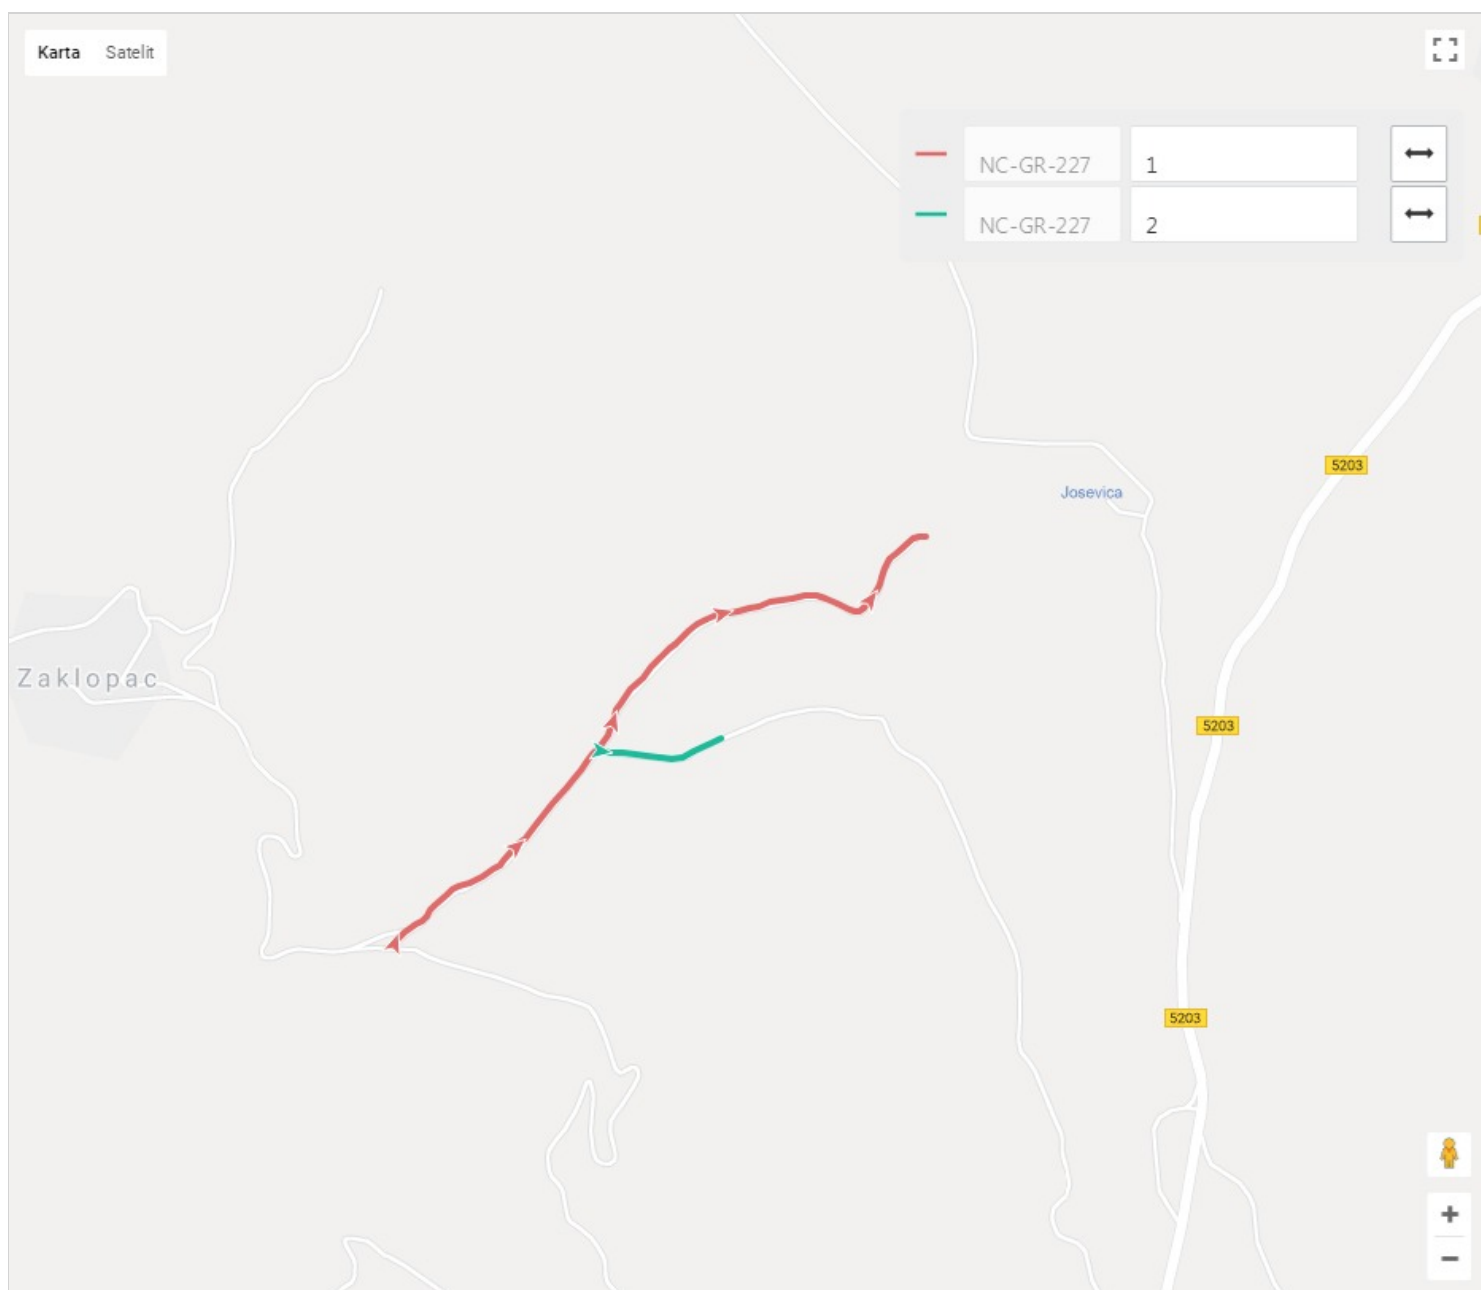 Karta Satelit
NC-GR-227 1
NC-GR-227 2
5203
Josevica
Zaklopac
5203
5203